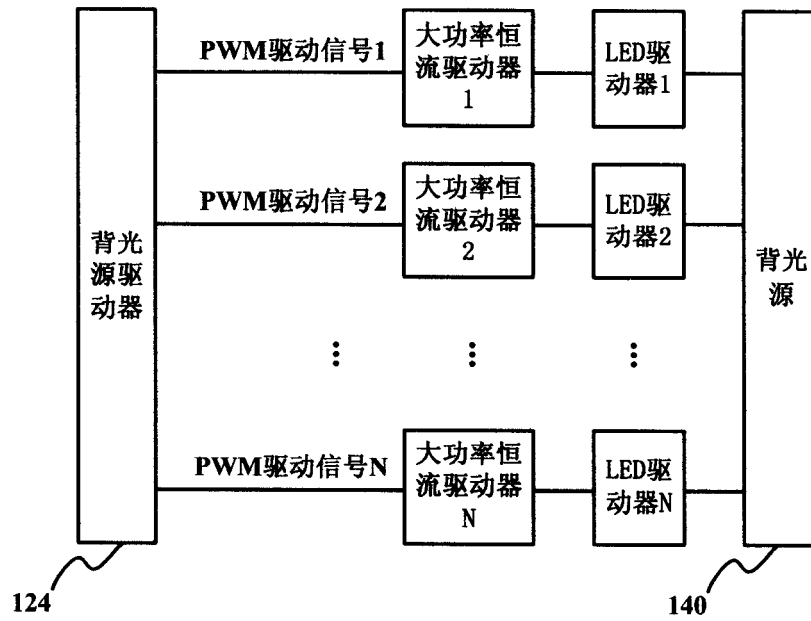 PWM驱动信号1
大功率恒
流驱动器
1
LED驱
动器1
PWM驱动信号2
大功率恒
流驱动器
2
LED驱
动器2
背光
源驱
动器
背光
源
PWM驱动信号N
大功率恒
流驱动器
N
LED驱
动器N
124
140